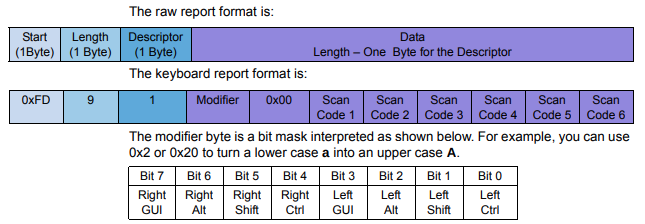 The raw report format is:
Start Length Descriptor Data
(1Byte) (1 Byte) (1 Byte) Length – One Byte for the Descriptor
The keyboard report format is:
0xFD 9 1 Modifier 0x00 Scan Scan Scan Scan Scan Scan
Code 1 Code 2 Code 3 Code 4 Code 5 Code 6
The modifier byte is a bit mask interpreted as shown below. For example, you can use
0x2 or 0x20 to turn a lower case a into an upper case A.
Bit 7 Bit 6 Bit 5 Bit 4 Bit 3 Bit 2 Bit 1 Bit 0
Right Right Right Right Left Left Left Left
GUI Alt Shift Ctrl GUI Alt Shift Ctrl